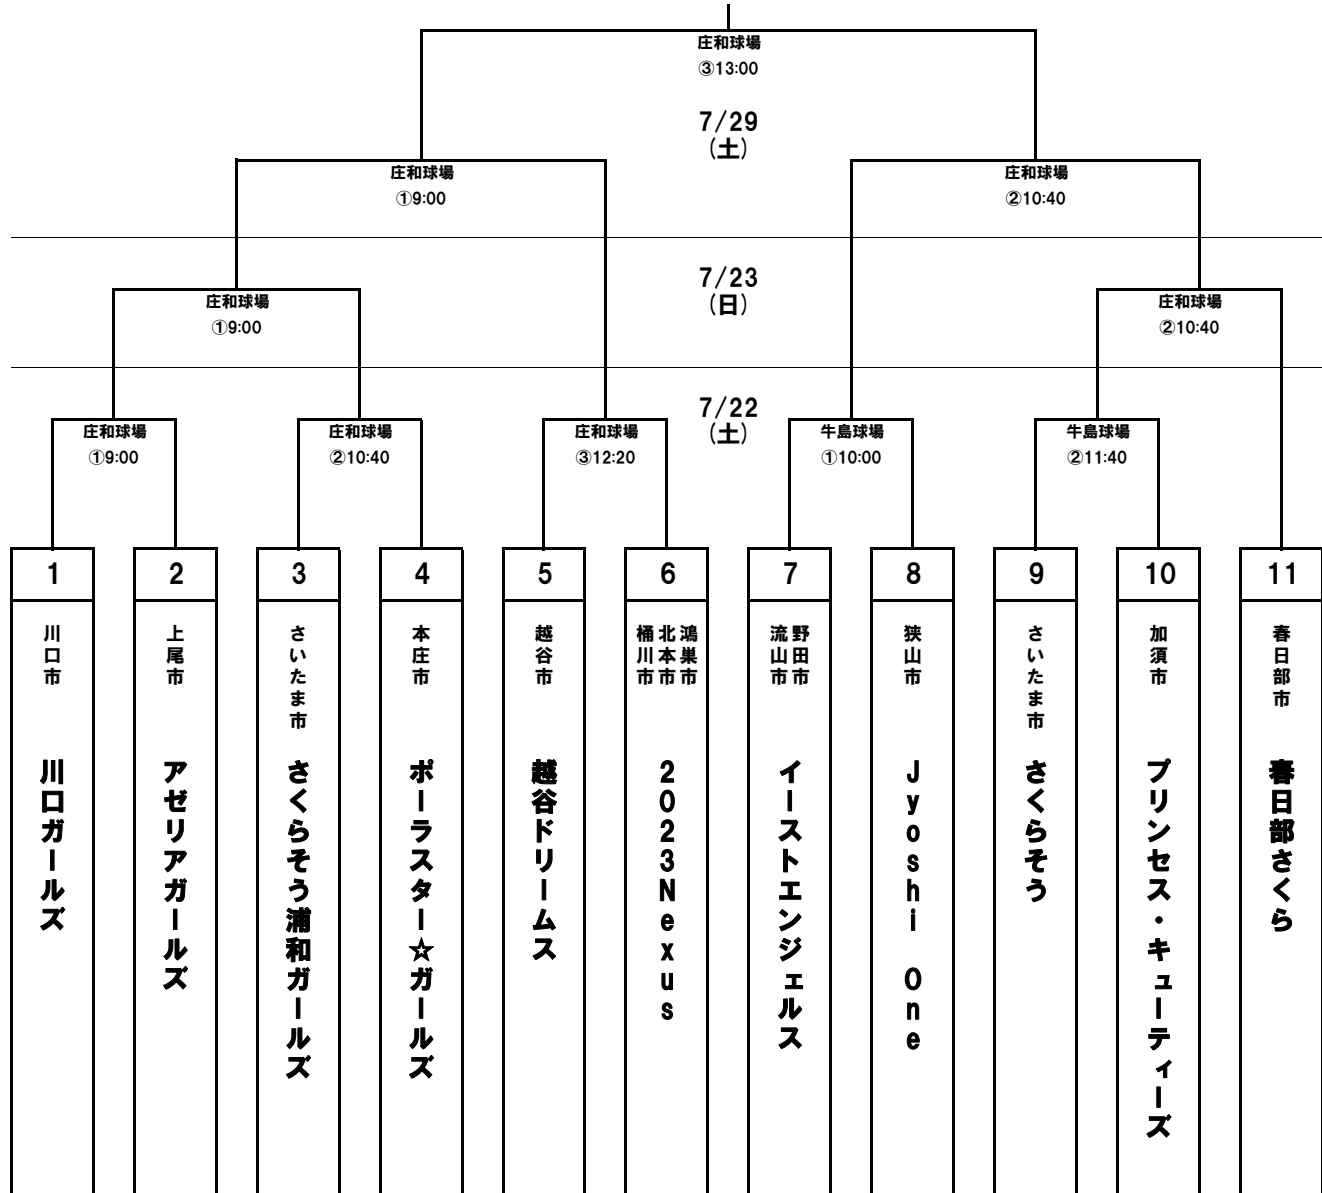 庄和球場
③13:00
7/29
(土)
庄和球場
①9:00
庄和球場
②10:40
7/23
(日)
庄和球場
①9:00
庄和球場
②10:40
7/22
(土)
庄和球場
①9:00
庄和球場
②10:40
庄和球場
③12:20
牛島球場
①10:00
牛島球場
②11:40
1
川口市
川口ガールズ
2
上尾市
アゼリアガールズ
3
さいたま市
さくらそう浦和ガールズ
4
本庄市
ポーラスター☆ガールズ
5
越谷市
越谷ドリームス
6
鴻巣市
北本市
桶川市
2023Nexus
7
野田市
流山市
イーストエンジェルス
8
狭山市
Jyoshi One
9
さいたま市
さくらそう
10
加須市
プリンセス・キューティーズ
11
春日部市
春日部さくら